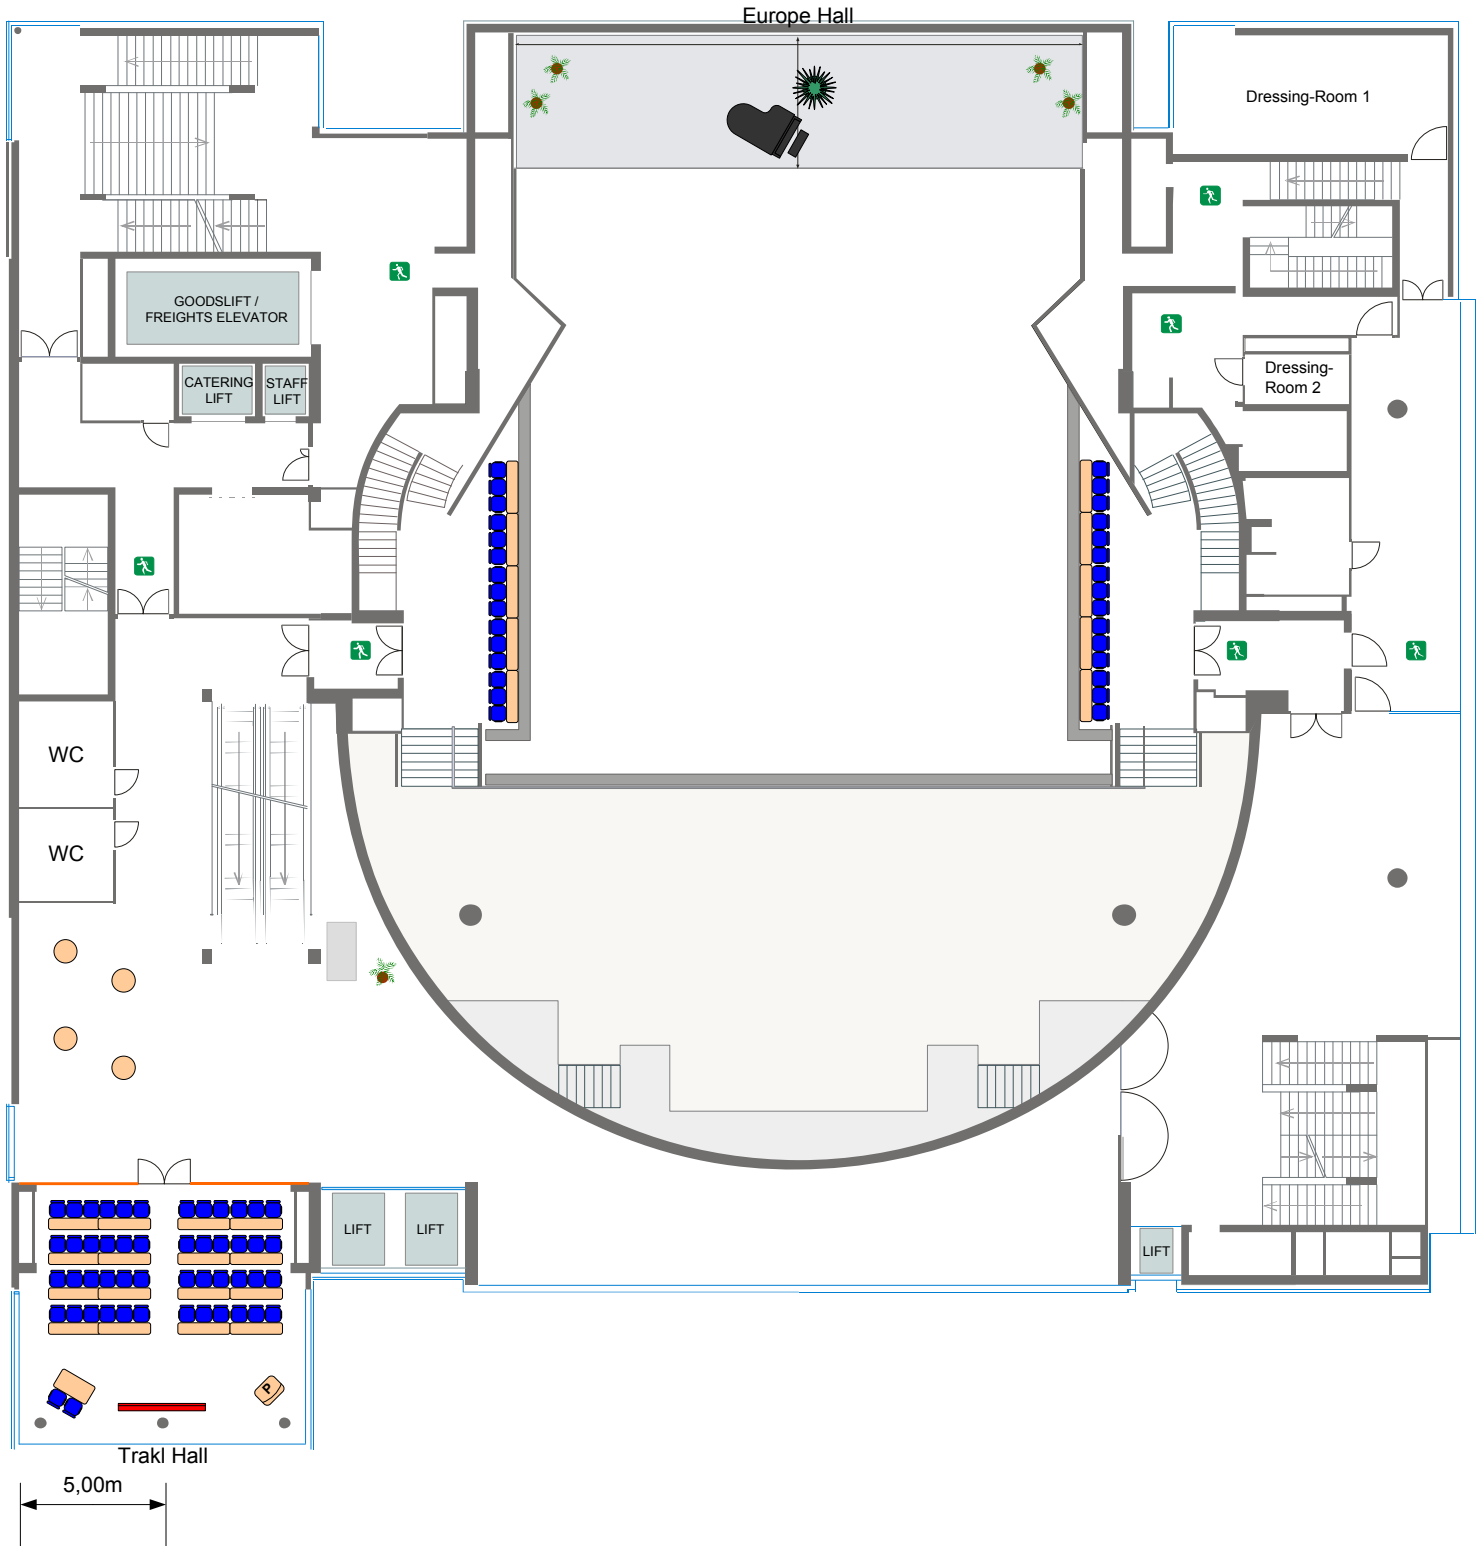 Europe Hall
Dressing-Room 1
GOODSLIFT /
FREIGHTS ELEVATOR
CATERING
LIFT
STAFF
LIFT
Dressing-
Room 2
WC
WC
LIFT
LIFT
LIFT
P
Trakl Hall
5,00m